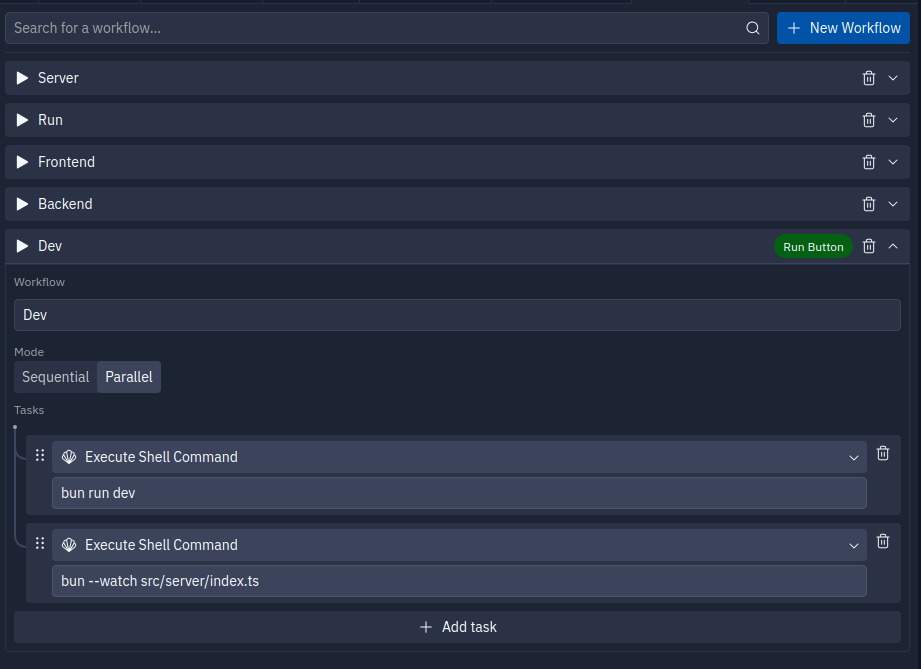 Search for a workflow...
New Workflow
Server
Run
Frontend
Backend
Dev
Run Button
Workflow
Dev
Mode
Sequential Parallel
Tasks
Execute Shell Command
bun run dev
Execute Shell Command
bun --watch src/server/index.ts
Add task